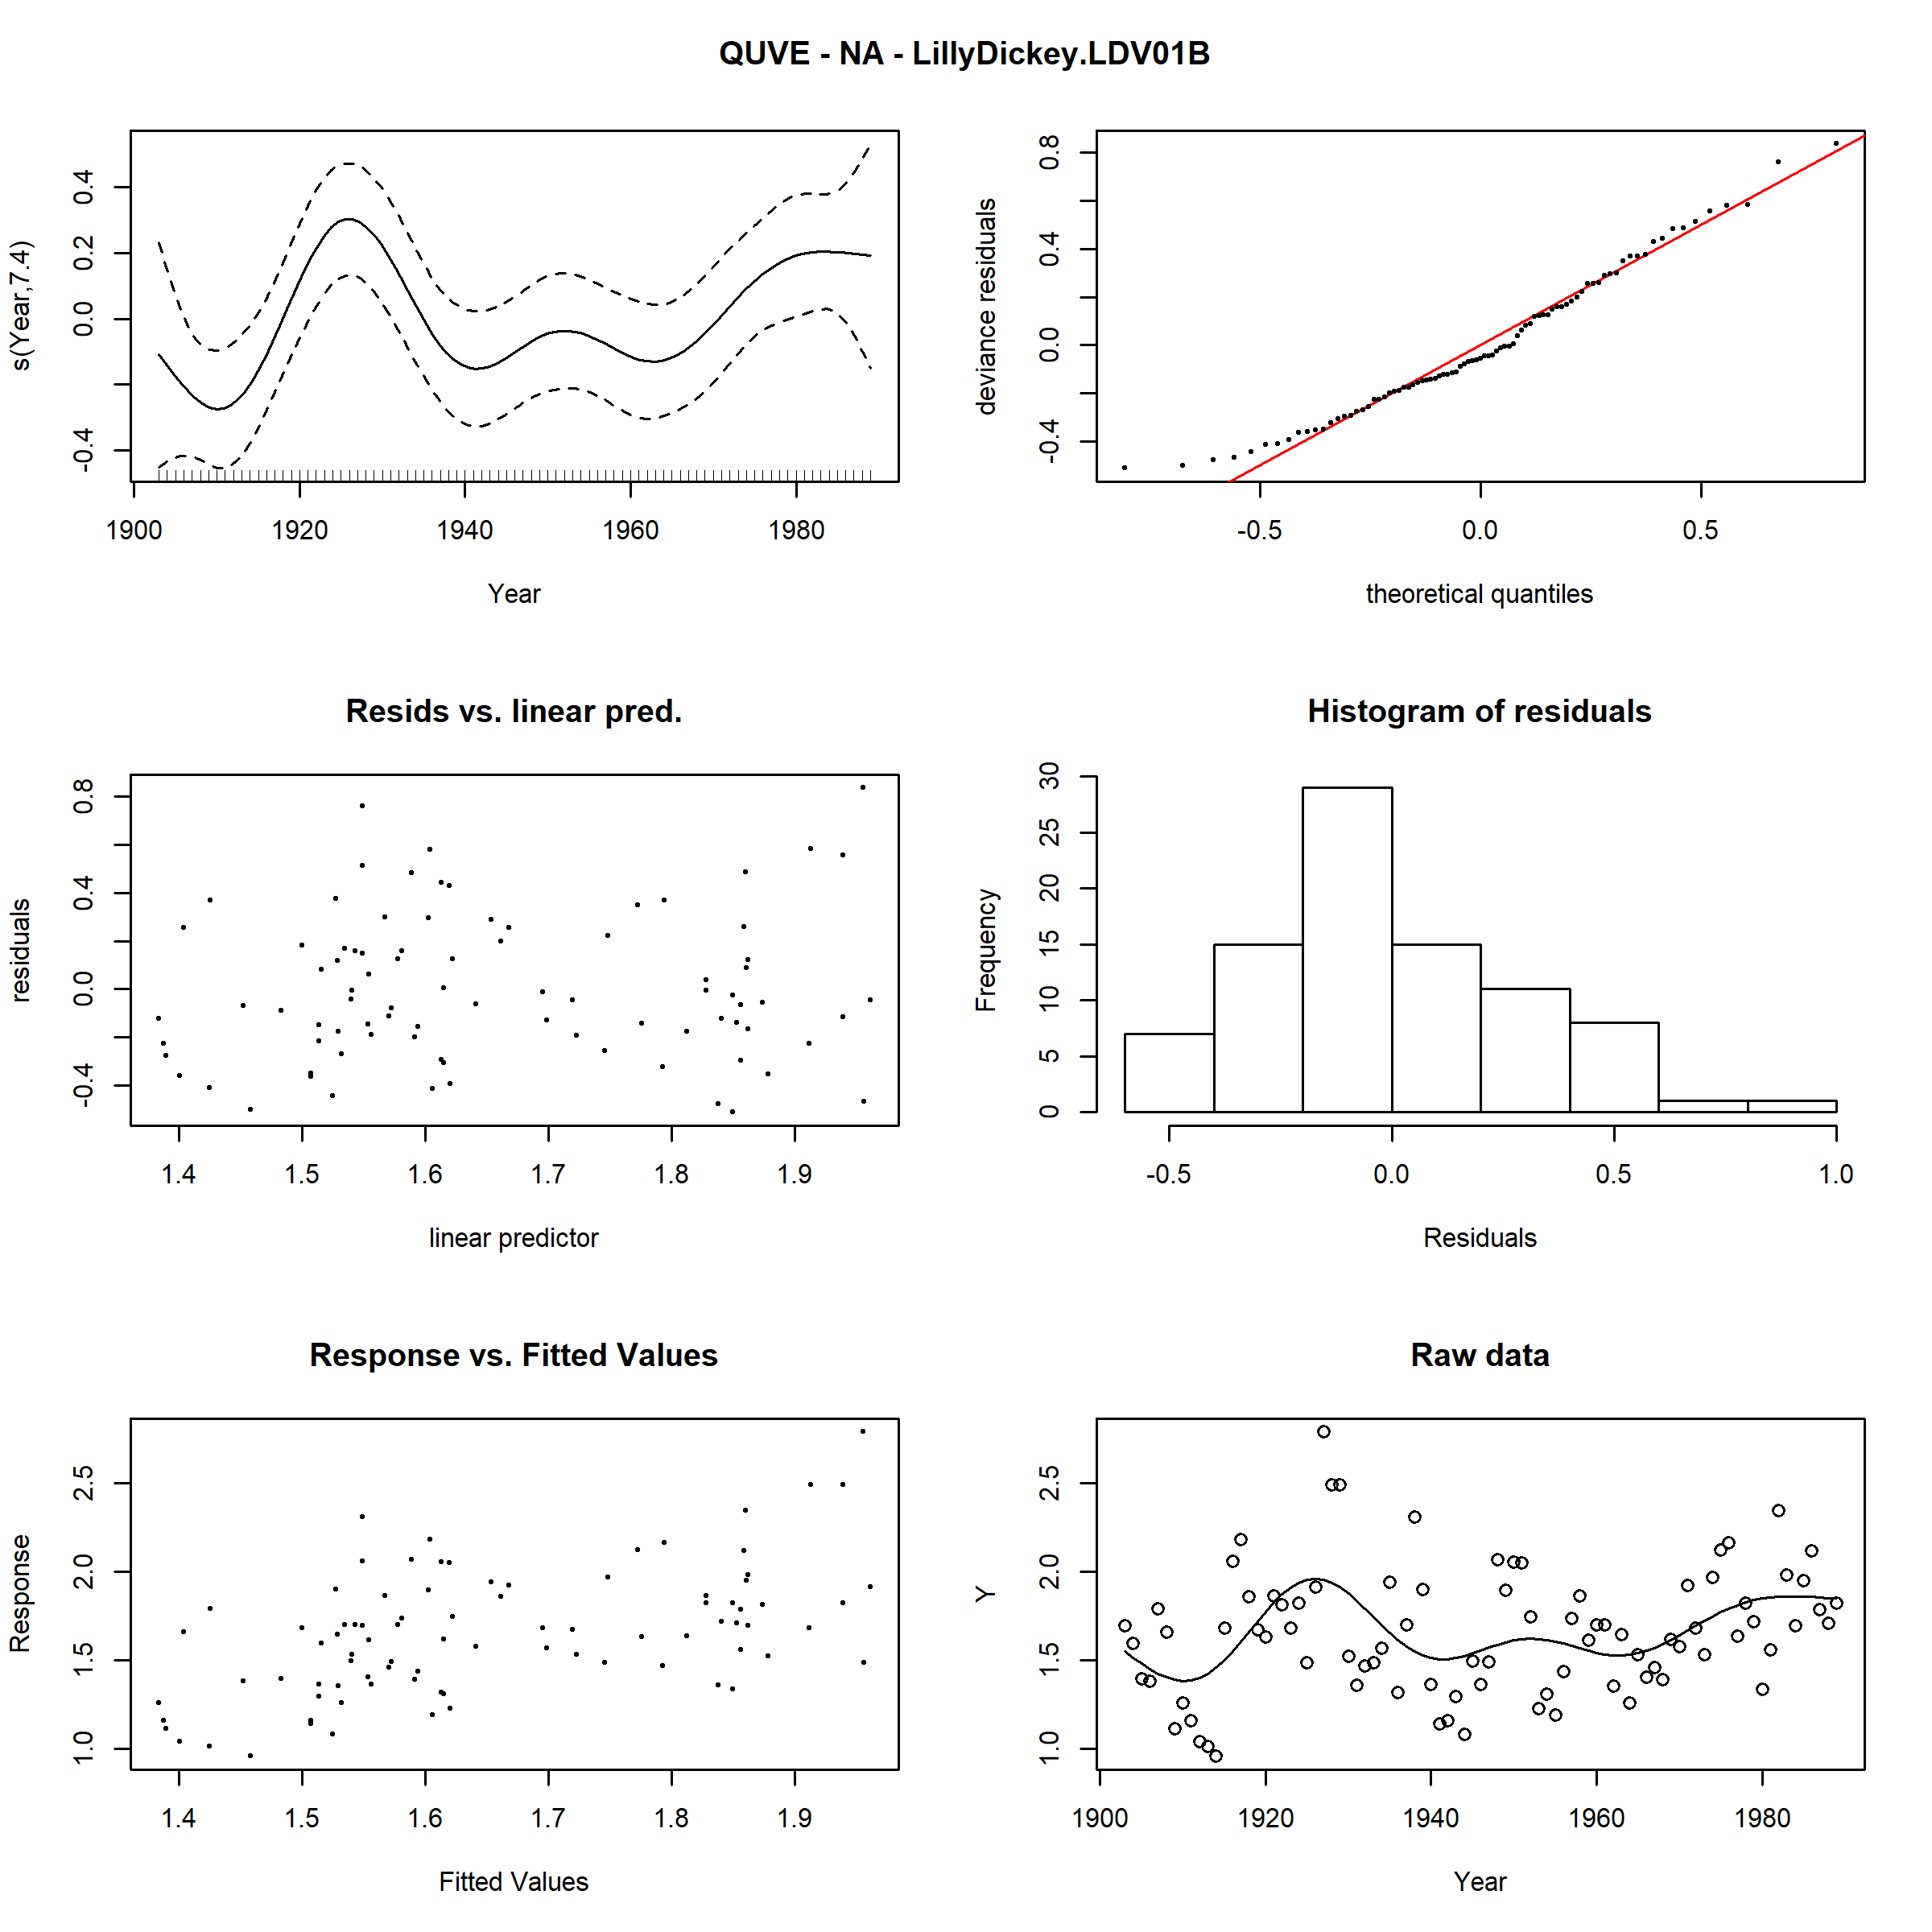 QUVE - NA - LillyDickey.LDV01B
s(Year,7.4)
-0.4 0.0 0.2 0.4
1900 1920 1940 1960 1980
Year
deviance residuals
-0.4 0.0 0.4 0.8
-0.5 0.0 0.5
theoretical quantiles
Resids vs. linear pred.
residuals
-0.4 0.0 0.4 0.8
1.4 1.5 1.6 1.7 1.8 1.9
linear predictor
Histogram of residuals
Frequency
0 5 10 15 20 25 30
-0.5 0.0 0.5 1.0
Residuals
Response vs. Fitted Values
Response
1.0 1.5 2.0 2.5
1.4 1.5 1.6 1.7 1.8 1.9
Fitted Values
Raw data
Y
1.0 1.5 2.0 2.5
1900 1920 1940 1960 1980
Year